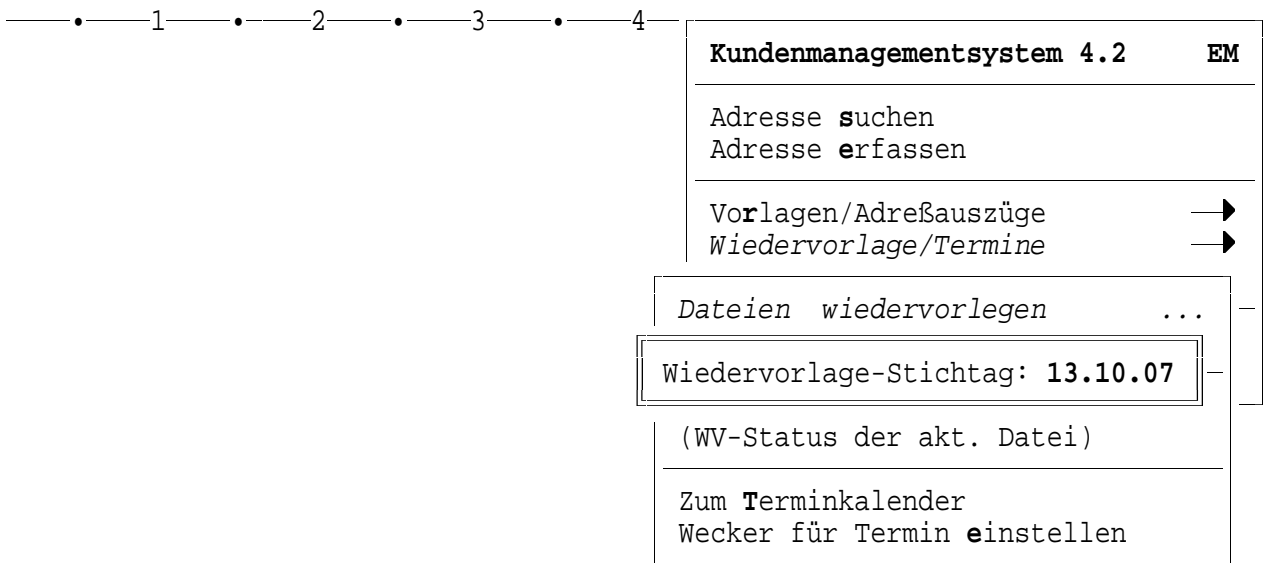 1 2 3 4
Kundenmanagementsystem 4.2 EM
Adresse suchen
Adresse erfassen
Vorlagen/Adreßauszüge
Wiedervorlage/Termine
Dateien wiedervorlegen ...
Wiedervorlage-Stichtag: 13.10.07
(WV-Status der akt. Datei)
Zum Terminkalender
Wecker für Termin einstellen